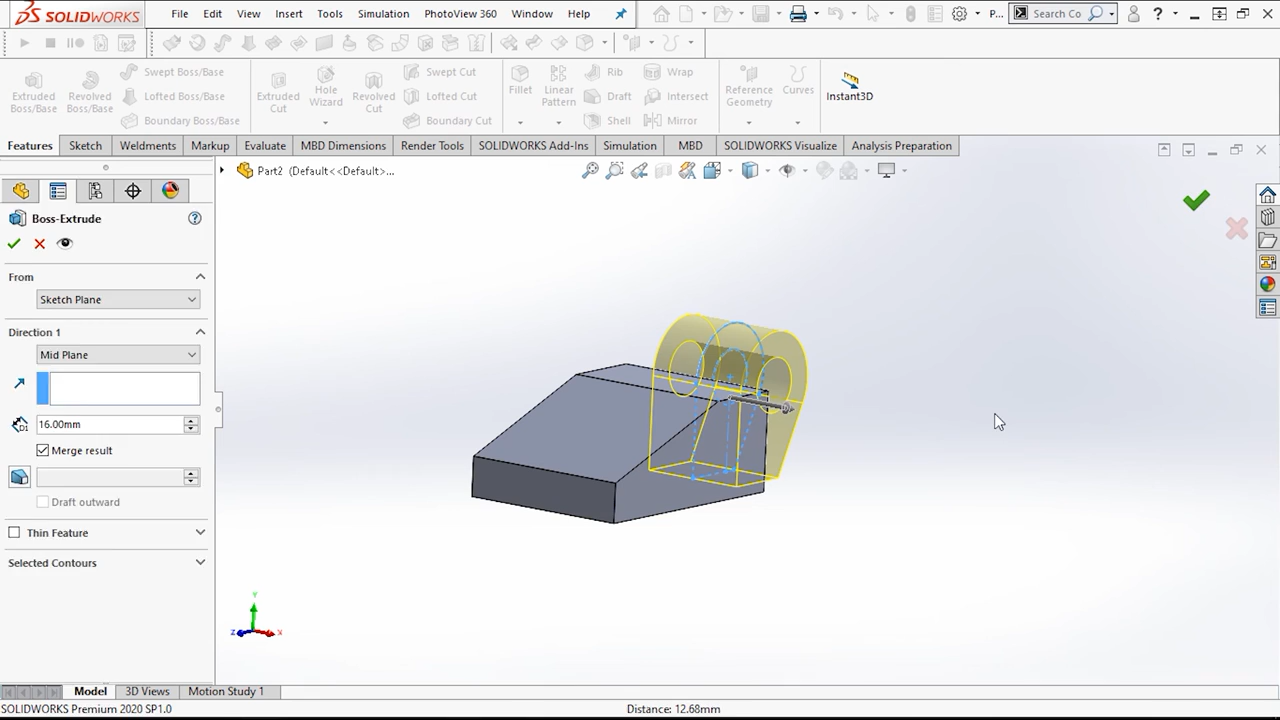 SOLIDWORKS File Edit View Insert Tools Simulation PhotoView 360 Window Help P... Search Co ?
Swept Boss/Base Swept Cut Rib Wrap
Extruded Boss/Base Revolved Boss/Base Lofted Boss/Base Extruded Cut Hole Wizard Revolved Cut Lofted Cut Fillet Linear Pattern Draft Intersect Reference Geometry Curves Instant3D
Boundary Boss/Base Boundary Cut Shell Mirror
Features Sketch Weldments Markup Evaluate MBD Dimensions Render Tools SOLIDWORKS Add-Ins Simulation MBD SOLIDWORKS Visualize Analysis Preparation
Part2 (Default<<Default>...
Boss-Extrude
From
Sketch Plane
Direction 1
Mid Plane
D1
16.00mm
Merge result
Draft outward
Thin Feature
Selected Contours
Y
Z X
Model 3D Views Motion Study 1
SOLIDWORKS Premium 2020 SP1.0 Distance: 12.68mm